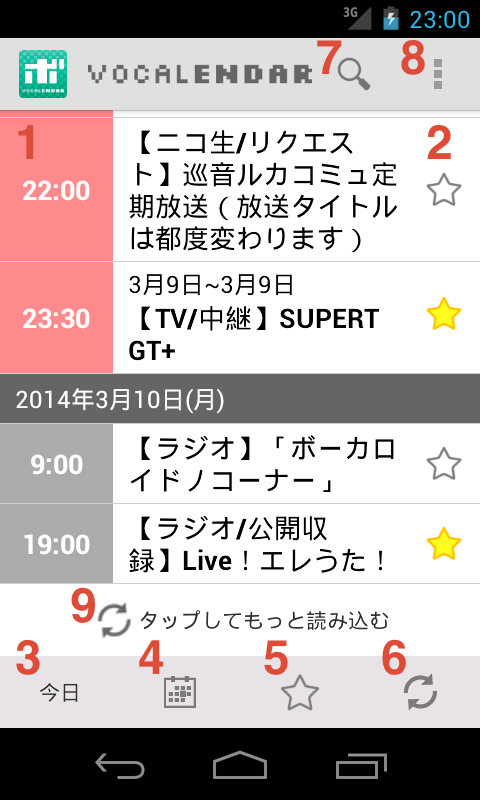 3G 23:00
ボ
VOCALENDAR
VOCALENDAR
7
8
1
2
22:00
【ニコ生/リクエス
ト】巡音ルカコミュ定
期放送（放送タイトル
は都度変わります）
23:30
3月9日~3月9日
【TV/中継】SUPERT
GT+
2014年3月10日(月)
9:00
【ラジオ】「ボーカロ
イドノコーナー」
19:00
【ラジオ/公開収
録】Live！エレうた！
9
タップしてもっと読み込む
3
4
5
6
今日